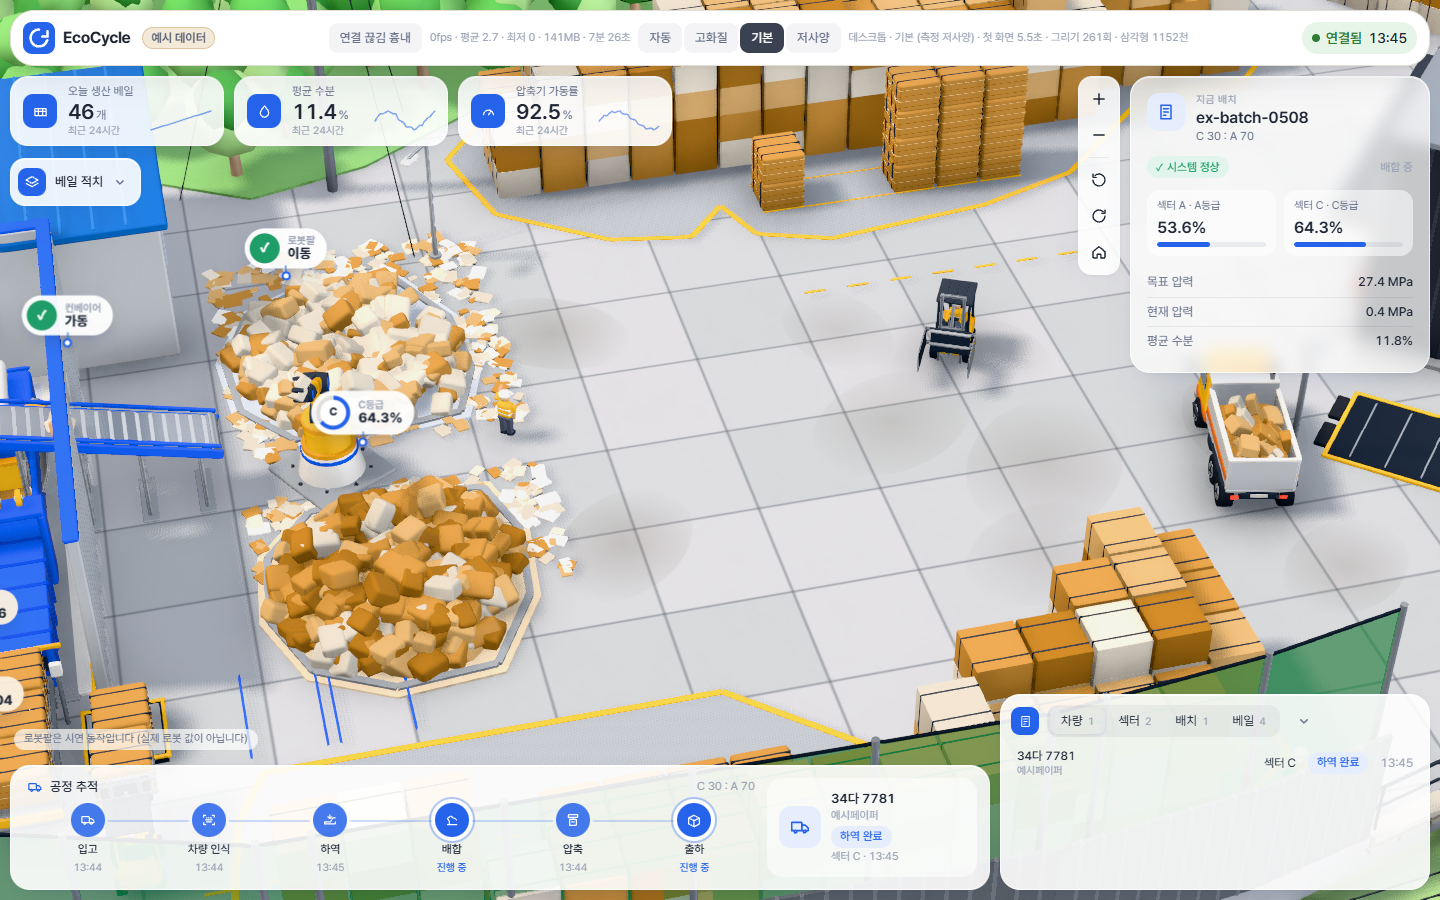 EcoCycle
예시 데이터
연결 끊김 흉내
0fps · 평균 2.7 · 최저 0 · 141MB · 7분 26초
자동
고화질
기본
저사양
데스크톱 · 기본 (측정 저사양) · 첫 화면 5.5초 · 그리기 261회 · 삼각형 1152천
연결됨 13:45
오늘 생산 베일
46개
최근 24시간
평균 수분
11.4%
최근 24시간
압축기 가동률
92.5%
최근 24시간
베일 적치
지금 배치
ex-batch-0508
C 30 : A 70
시스템 정상
배합 중
섹터 A · A등급
53.6%
섹터 C · C등급
64.3%
목표 압력
27.4 MPa
현재 압력
0.4 MPa
평균 수분
11.8%
로봇팔
이동
컨베이어
가동
C
C등급
64.3%
6
04
로봇팔은 시연 동작입니다 (실제 로봇 값이 아닙니다)
공정 추적
C 30 : A 70
입고
13:44
차량 인식
13:44
하역
13:45
배합
진행 중
압축
13:44
출하
진행 중
34다 7781
예시페이퍼
하역 완료
섹터 C · 13:45
차량 1
섹터 2
배치 1
베일 4
34다 7781
예시페이퍼
섹터 C
하역 완료
13:45